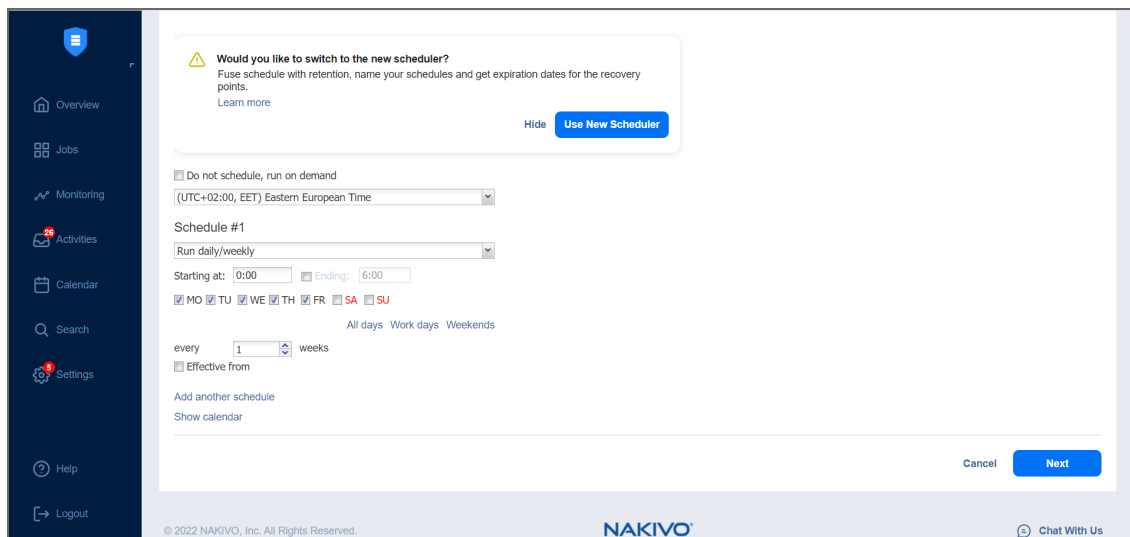 Overview
Jobs
Monitoring
26
Activities
Calendar
Search
5
Settings
Help
Logout
Would you like to switch to the new scheduler?
Fuse schedule with retention, name your schedules and get expiration dates for the recovery
points.
Learn more
Hide Use New Scheduler
Do not schedule, run on demand
(UTC+02:00, EET) Eastern European Time
Schedule #1
Run daily/weekly
Starting at: 0:00 Ending: 6:00
MO TU WE TH FR SA SU
All days Work days Weekends
every 1 weeks
Effective from
Add another schedule
Show calendar
Cancel Next
© 2022 NAKIVO, Inc. All Rights Reserved. NAKIVO® Chat With Us